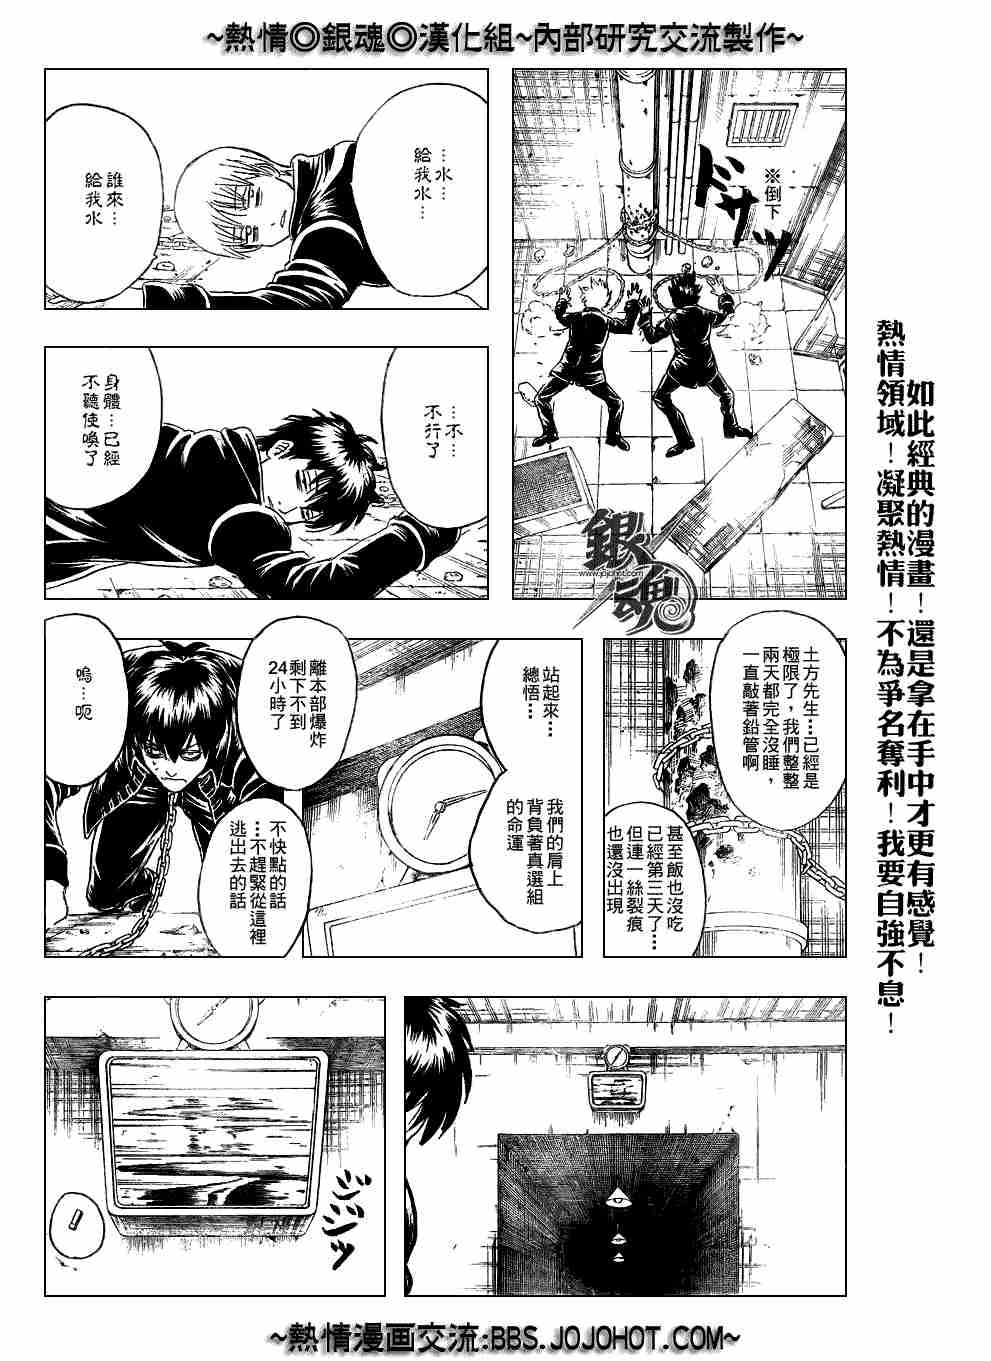 ~熱情◎銀魂◎漢化組~內部研究交流製作~
※倒下
ドサッ
…水…
給我水…
誰來…
給我水
…不…
不行了
身體…已經
不聽使喚了
銀魂
www.jojohot.com
土方先生…已經是
極限了，我們整整
兩天都完全沒睡，
一直敲著鉛管啊
甚至飯也沒吃
已經第三天了…
但連一絲裂痕
也還沒出現
站起來…
總悟…
我們的肩上
背負著真選組
的命運
離本部爆炸
剩下不到
24小時了
不快點的話
…不趕緊從這裡
逃出去的話
嗚…呃
ジジジッ
!
如此經典的漫畫！還是拿在手中才更有感覺！
熱情領域！凝聚熱情！不為爭名奪利！我要自強不息！
~熱情漫画交流:BBS.JOJOHOT.COM~